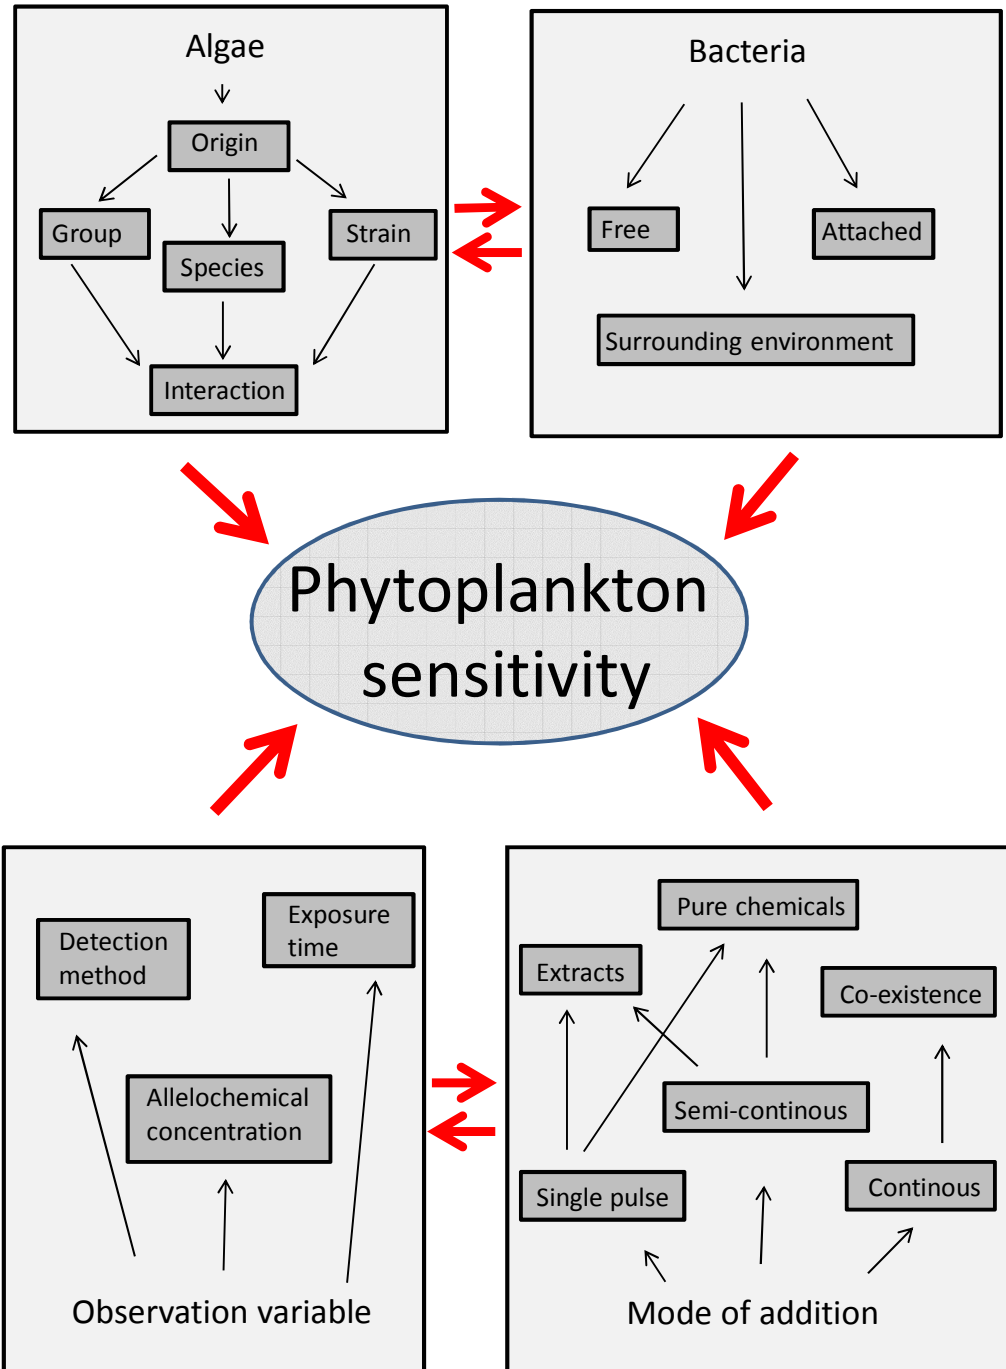 Algae
Origin
Group
Species
Strain
Interaction
Bacteria
Free
Attached
Surrounding environment
Phytoplankton
sensitivity
Detection
method
Exposure
time
Allelochemical
concentration
Observation variable
Pure chemicals
Extracts
Co-existence
Semi-continous
Single pulse
Continous
Mode of addition